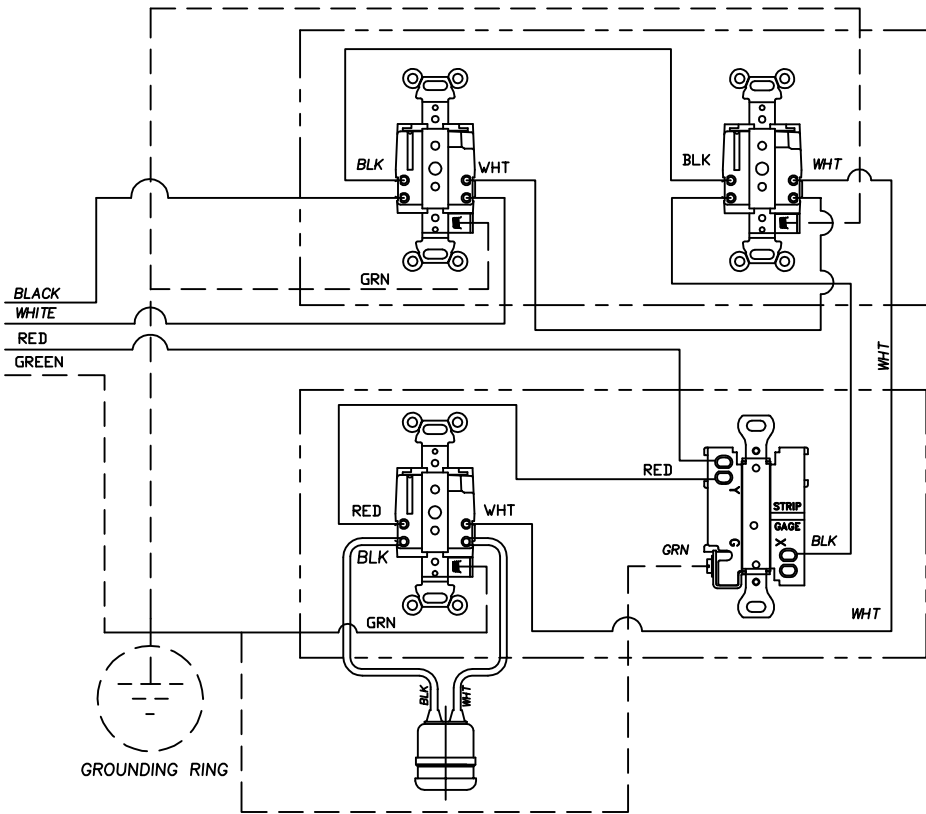 BLK
WHT
BLK
WHT
GRN
BLACK
WHITE
RED
GREEN
WHT
RED
RED
WHT
Y
STRIP
GAGE
G
X
BLK
BLK
GRN
GRN
WHT
BLK
WHT
GROUNDING RING